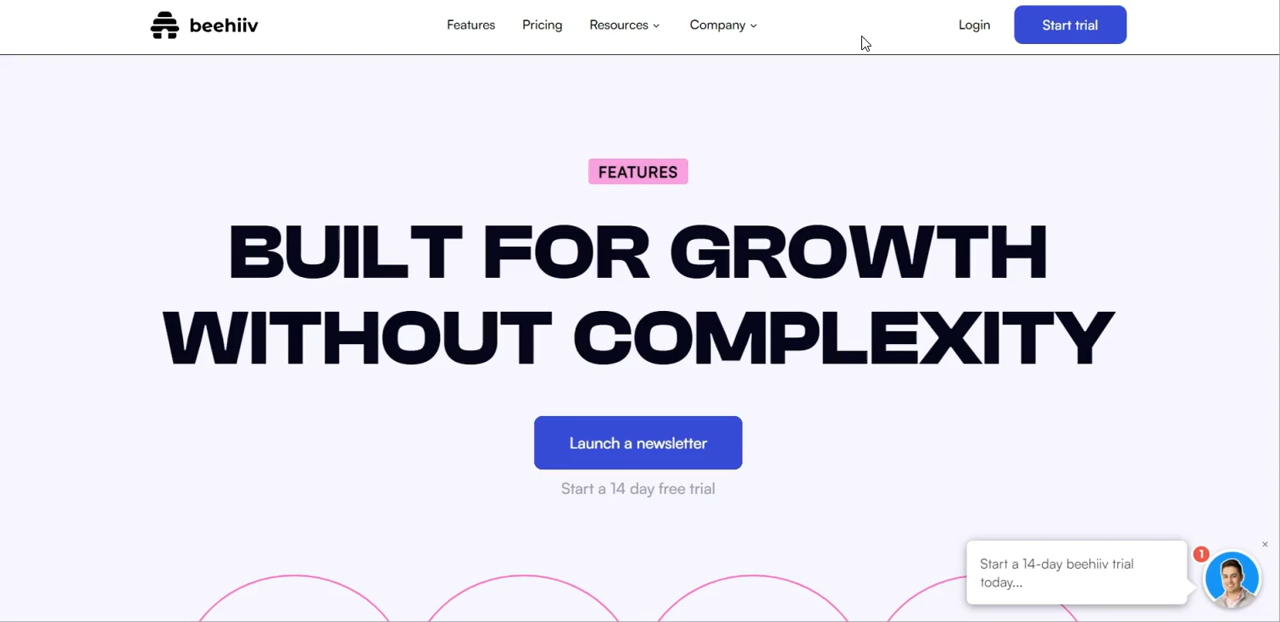 beehiiv
Features
Pricing
Resources
Company
Login
Start trial
FEATURES
BUILT FOR GROWTH
WITHOUT COMPLEXITY
Launch a newsletter
Start a 14 day free trial
Start a 14-day beehiiv trial
today...
1